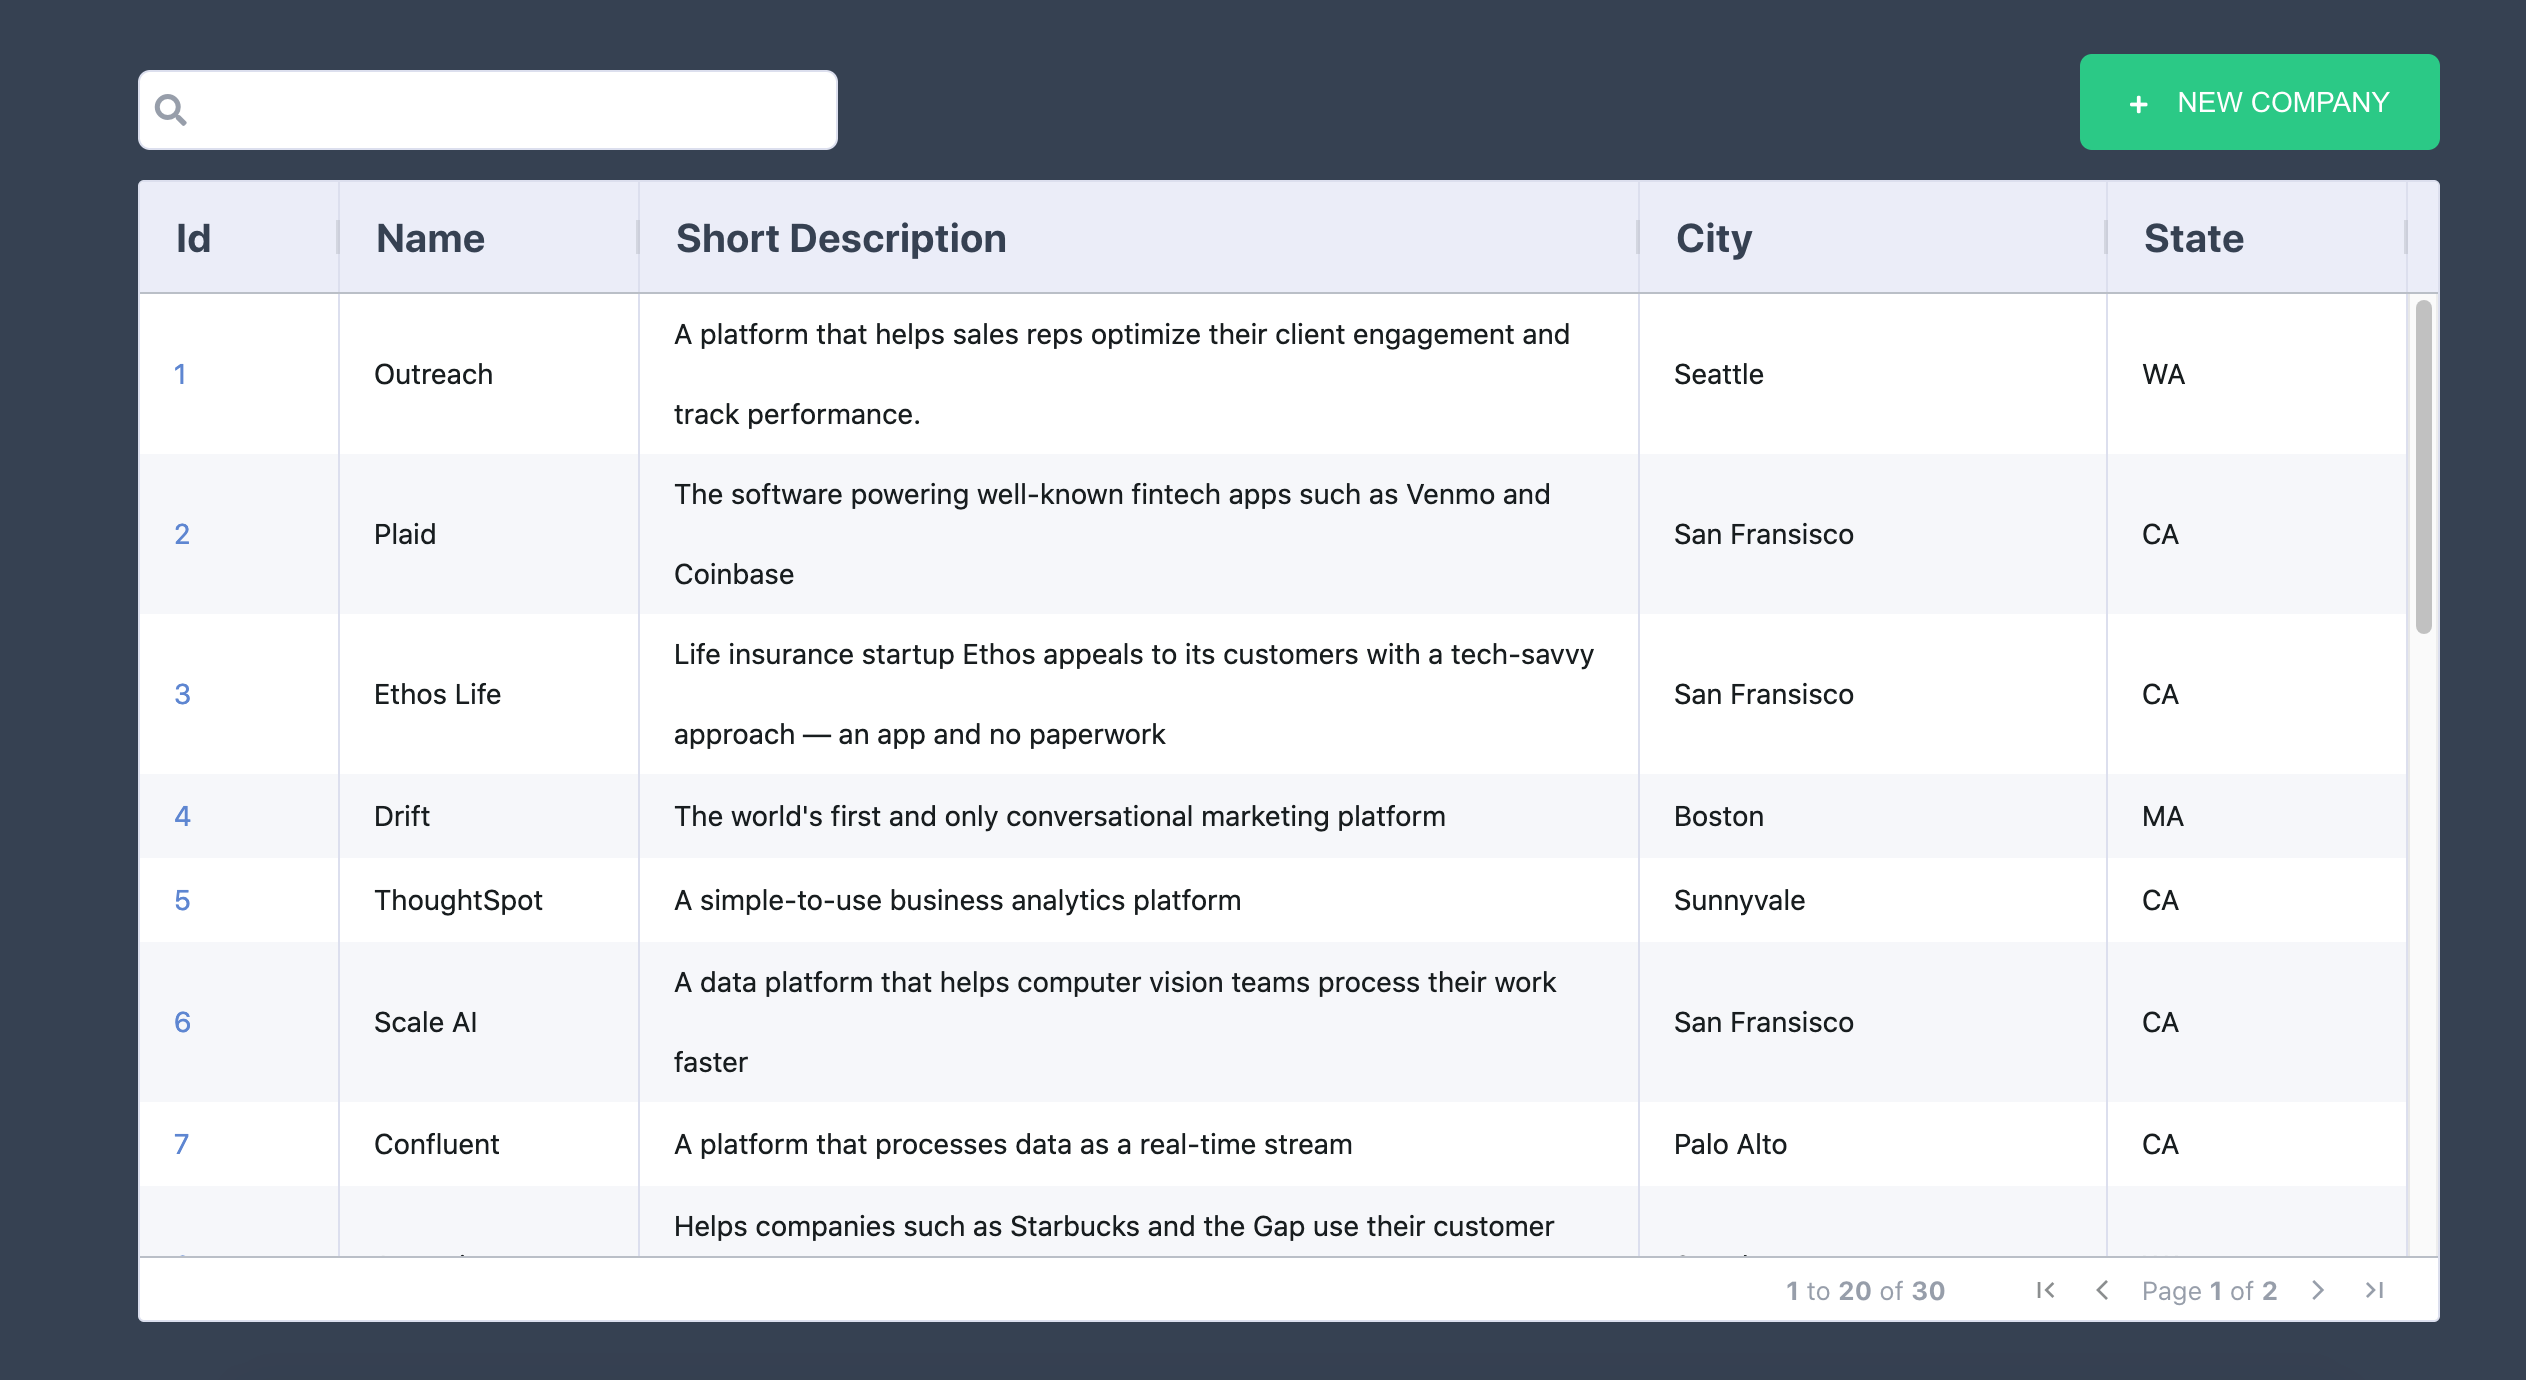 + NEW COMPANY
Id Name Short Description City State
A platform that helps sales reps optimize their client engagement and
1 Outreach Seattle WA
track performance.
The software powering well-known fintech apps such as Venmo and
2 Plaid San Fransisco CA
Coinbase
Life insurance startup Ethos appeals to its customers with a tech-savvy
3 Ethos Life San Fransisco CA
approach — an app and no paperwork
4 Drift The world's first and only conversational marketing platform Boston MA
5 ThoughtSpot A simple-to-use business analytics platform Sunnyvale CA
A data platform that helps computer vision teams process their work
6 Scale AI San Fransisco CA
faster
7 Confluent A platform that processes data as a real-time stream Palo Alto CA
Helps companies such as Starbucks and the Gap use their customer
1 to 20 of 30 Page 1 of 2